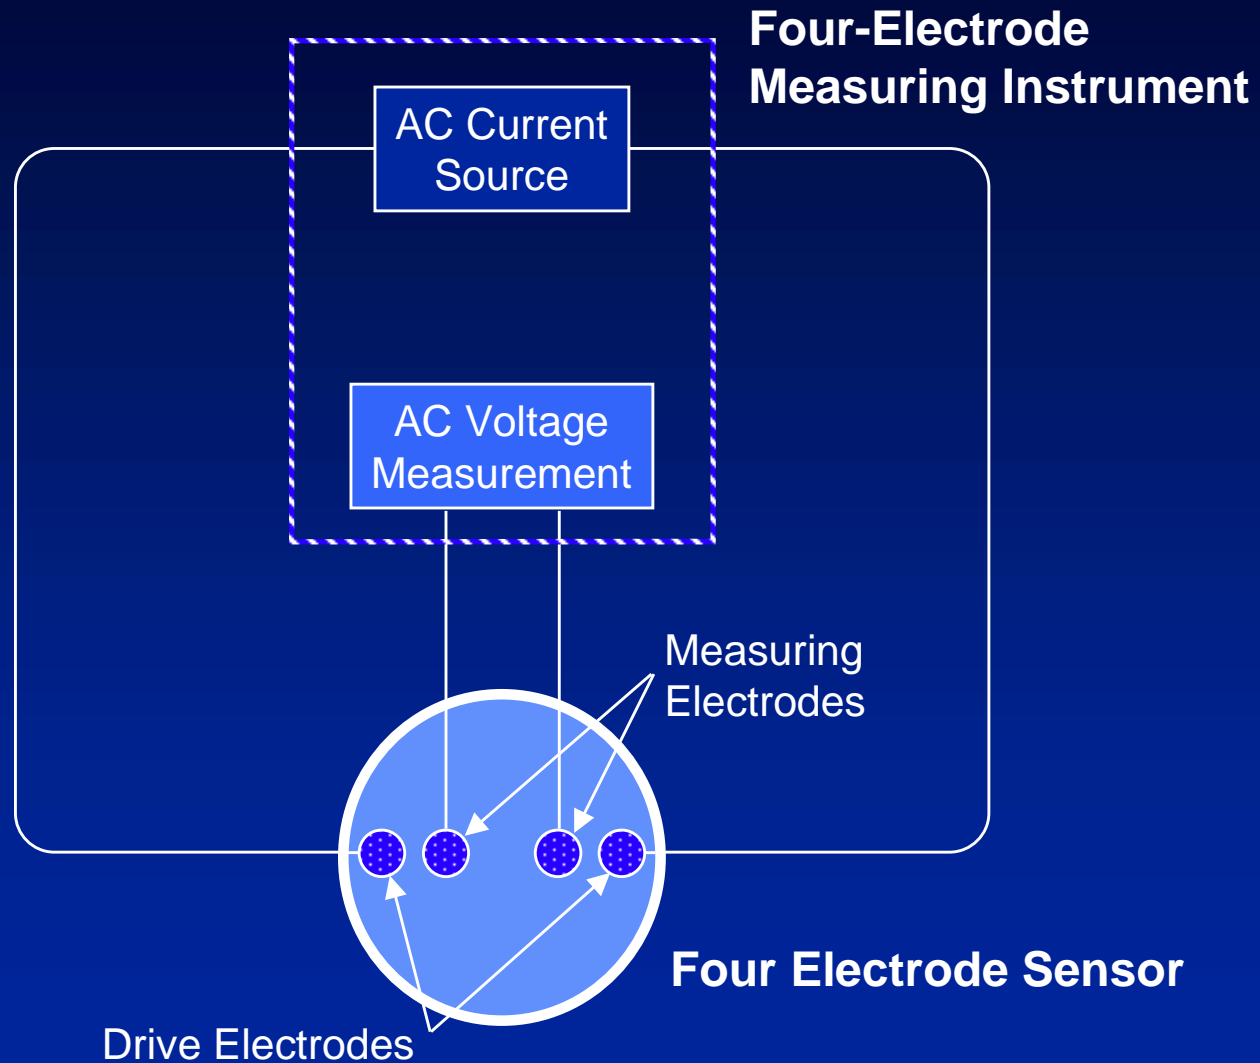 Four-Electrode
Measuring Instrument
AC Current
Source
AC Voltage
Measurement
Measuring
Electrodes
Four Electrode Sensor
Drive Electrodes